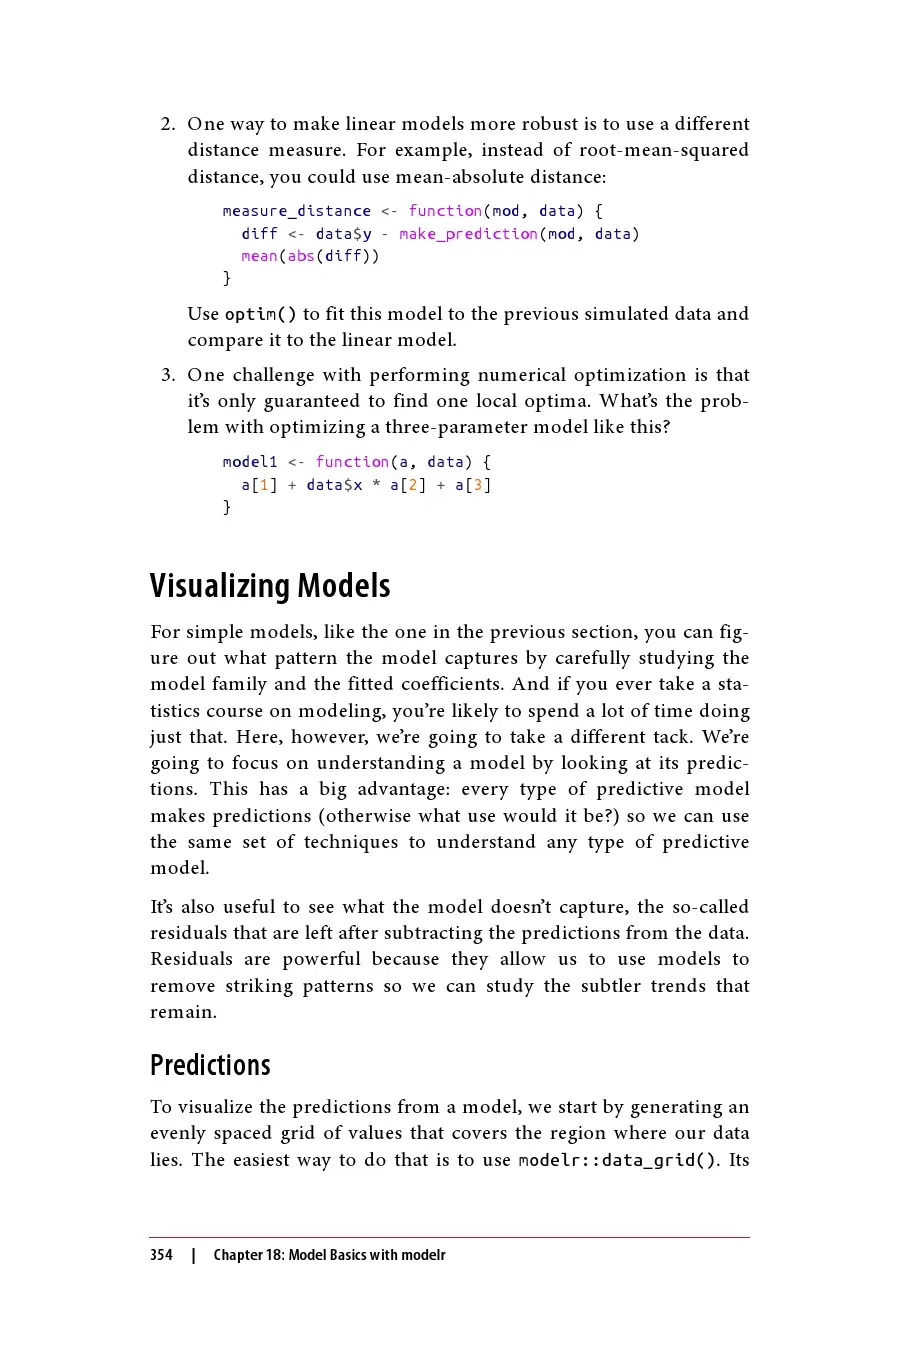 2. One way to make linear models more robust is to use a different
distance measure. For example, instead of root-mean-squared
distance, you could use mean-absolute distance:
measure_distance <- function(mod, data) {
  diff <- data$y - make_prediction(mod, data)
  mean(abs(diff))
}
Use optim() to fit this model to the previous simulated data and
compare it to the linear model.
3. One challenge with performing numerical optimization is that
it’s only guaranteed to find one local optima. What’s the prob-
lem with optimizing a three-parameter model like this?
model1 <- function(a, data) {
  a[1] + data$x * a[2] + a[3]
}
Visualizing Models
For simple models, like the one in the previous section, you can fig-
ure out what pattern the model captures by carefully studying the
model family and the fitted coefficients. And if you ever take a sta-
tistics course on modeling, you’re likely to spend a lot of time doing
just that. Here, however, we’re going to take a different tack. We’re
going to focus on understanding a model by looking at its predic-
tions. This has a big advantage: every type of predictive model
makes predictions (otherwise what use would it be?) so we can use
the same set of techniques to understand any type of predictive
model.
It’s also useful to see what the model doesn’t capture, the so-called
residuals that are left after subtracting the predictions from the data.
Residuals are powerful because they allow us to use models to
remove striking patterns so we can study the subtler trends that
remain.
Predictions
To visualize the predictions from a model, we start by generating an
evenly spaced grid of values that covers the region where our data
lies. The easiest way to do that is to use modelr::data_grid(). Its
354 | Chapter 18: Model Basics with modelr